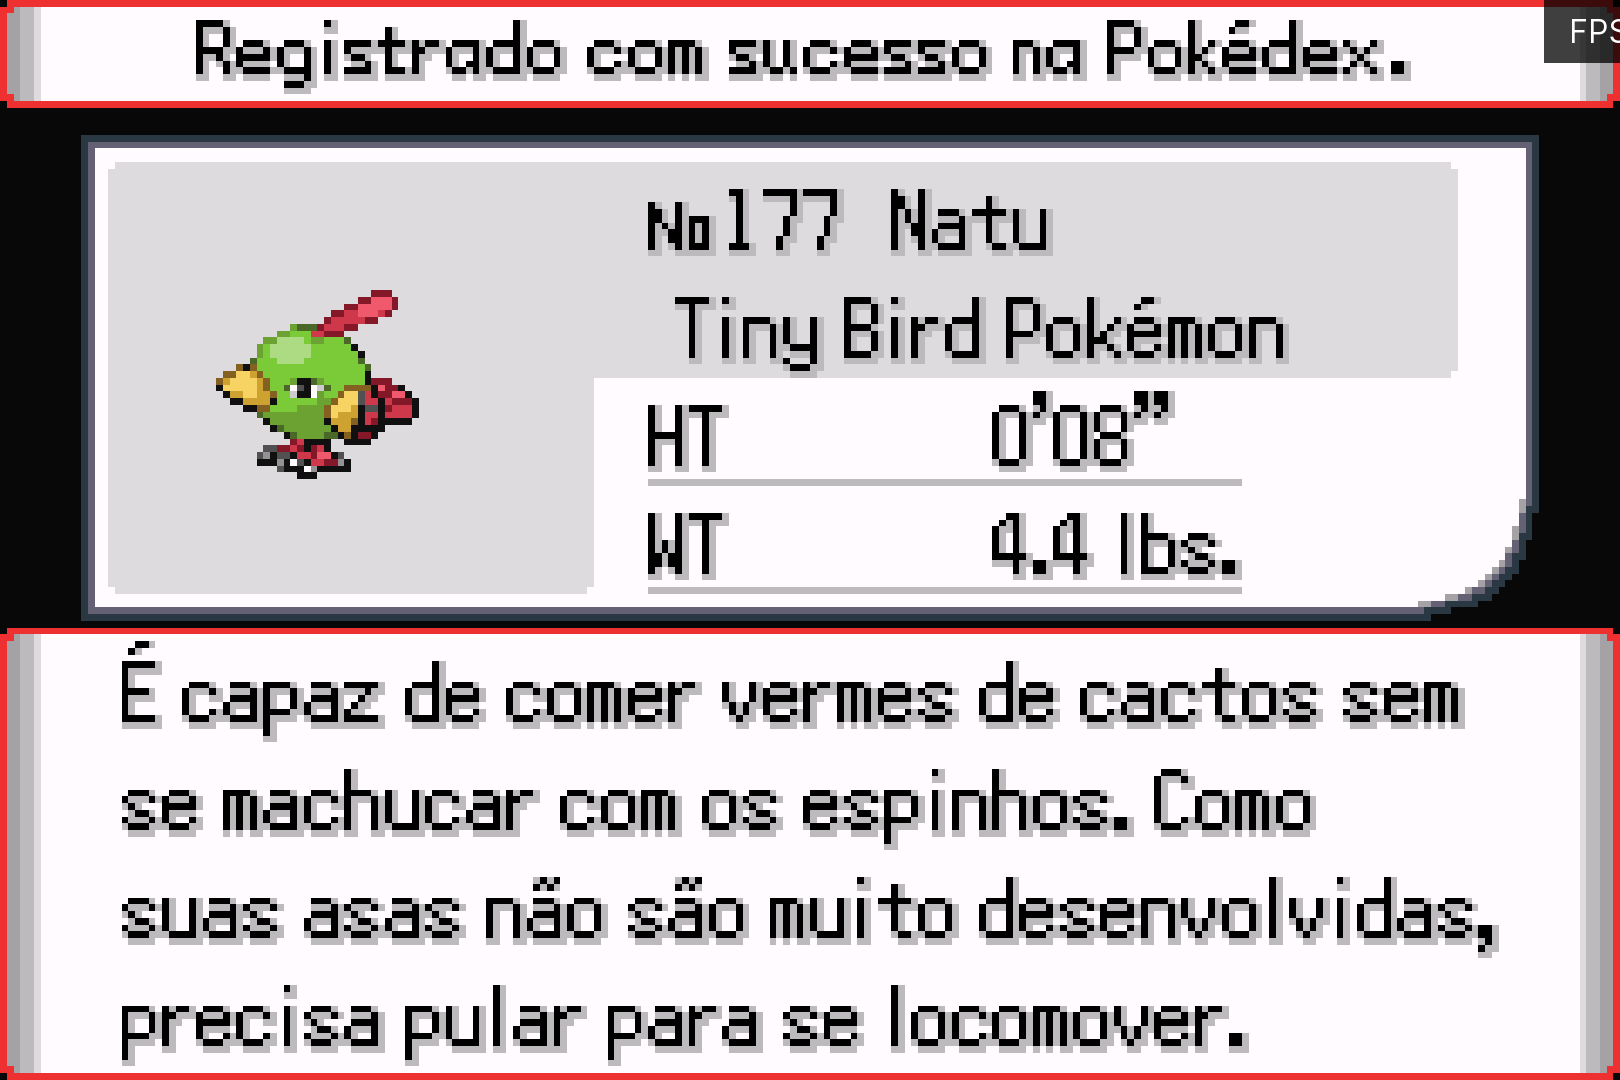 Registrado com sucesso na Pokédex.
FPS
No177 Natu
Tiny Bird Pokémon
HT 0'08"
WT 4.4 lbs.
É capaz de comer vermes de cactos sem
se machucar com os espinhos. Como
suas asas não são muito desenvolvidas,
precisa pular para se locomover.